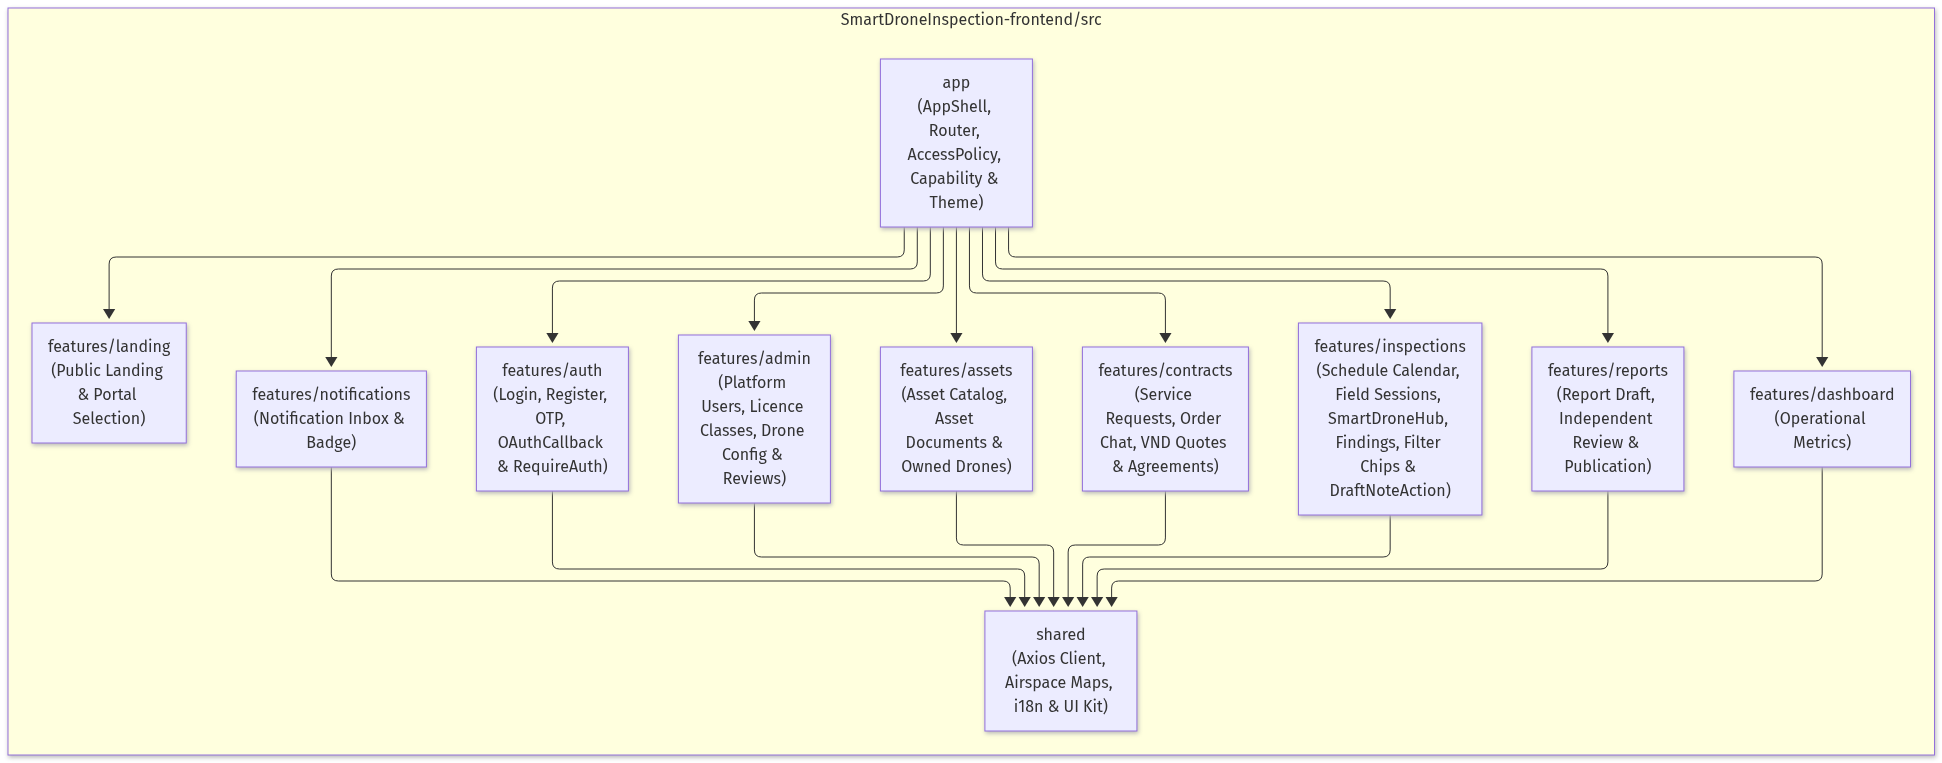 SmartDroneInspection-frontend/src
app
(AppShell,
Router,
AccessPolicy,
Capability &
Theme)
features/landing
(Public Landing
& Portal
Selection)
features/notifications
(Notification Inbox &
Badge)
features/auth
(Login, Register,
OTP,
OAuthCallback
& RequireAuth)
features/admin
(Platform
Users, Licence
Classes, Drone
Config &
Reviews)
features/assets
(Asset Catalog,
Asset
Documents &
Owned Drones)
features/contracts
(Service
Requests, Order
Chat, VND Quotes
& Agreements)
features/inspections
(Schedule Calendar,
Field Sessions,
SmartDroneHub,
Findings, Filter
Chips &
DraftNoteAction)
features/reports
(Report Draft,
Independent
Review &
Publication)
features/dashboard
(Operational
Metrics)
shared
(Axios Client,
Airspace Maps,
i18n & UI Kit)